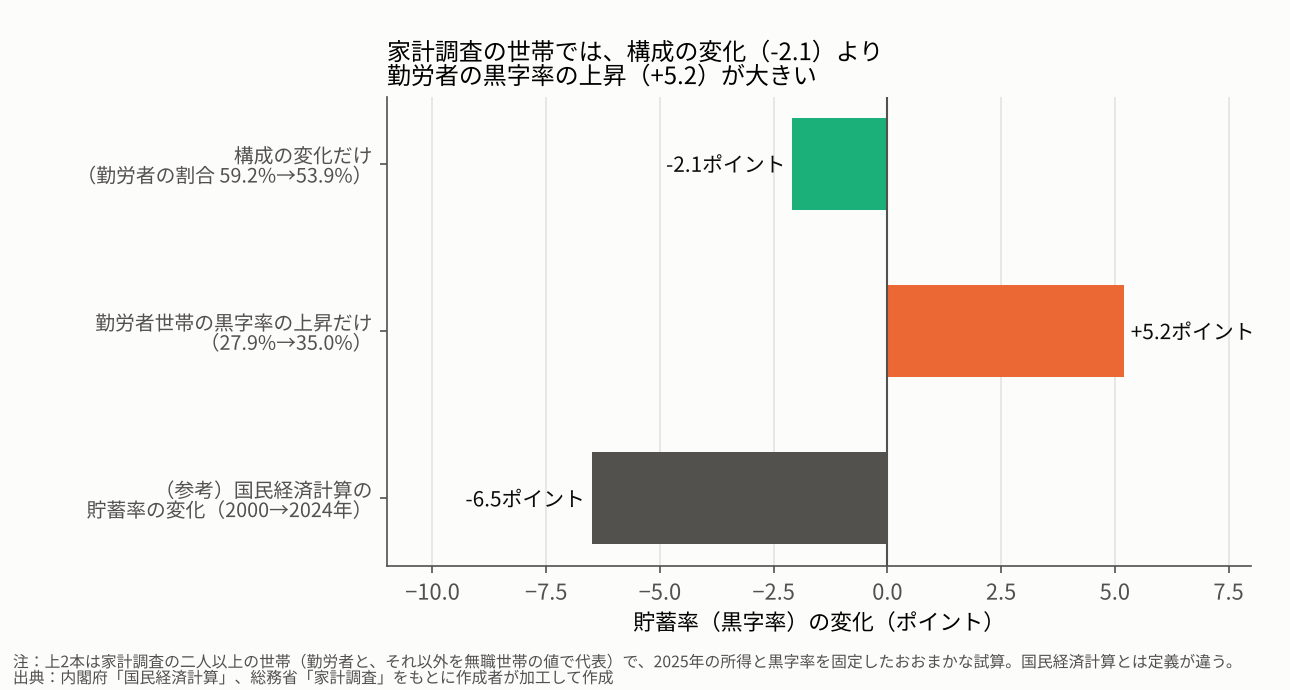 家計調査の世帯では、構成の変化（-2.1）より
勤労者の黒字率の上昇（+5.2）が大きい
構成の変化だけ
（勤労者の割合 59.2%→53.9%）
-2.1ポイント
勤労者世帯の黒字率の上昇だけ
（27.9%→35.0%）
+5.2ポイント
（参考）国民経済計算の
貯蓄率の変化（2000→2024年）
-6.5ポイント
−10.0 −7.5 −5.0 −2.5 0.0 2.5 5.0 7.5
貯蓄率（黒字率）の変化（ポイント）
注：上2本は家計調査の二人以上の世帯（勤労者と、それ以外を無職世帯の値で代表）で、2025年の所得と黒字率を固定したおおまかな試算。国民経済計算とは定義が違う。
出典：内閣府「国民経済計算」、総務省「家計調査」をもとに作成者が加工して作成